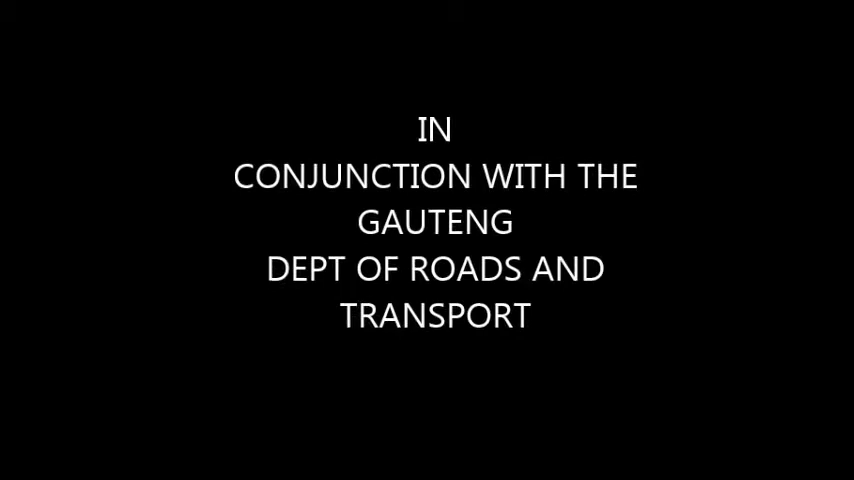 IN
CONJUNCTION WITH THE
GAUTENG
DEPT OF ROADS AND
TRANSPORT